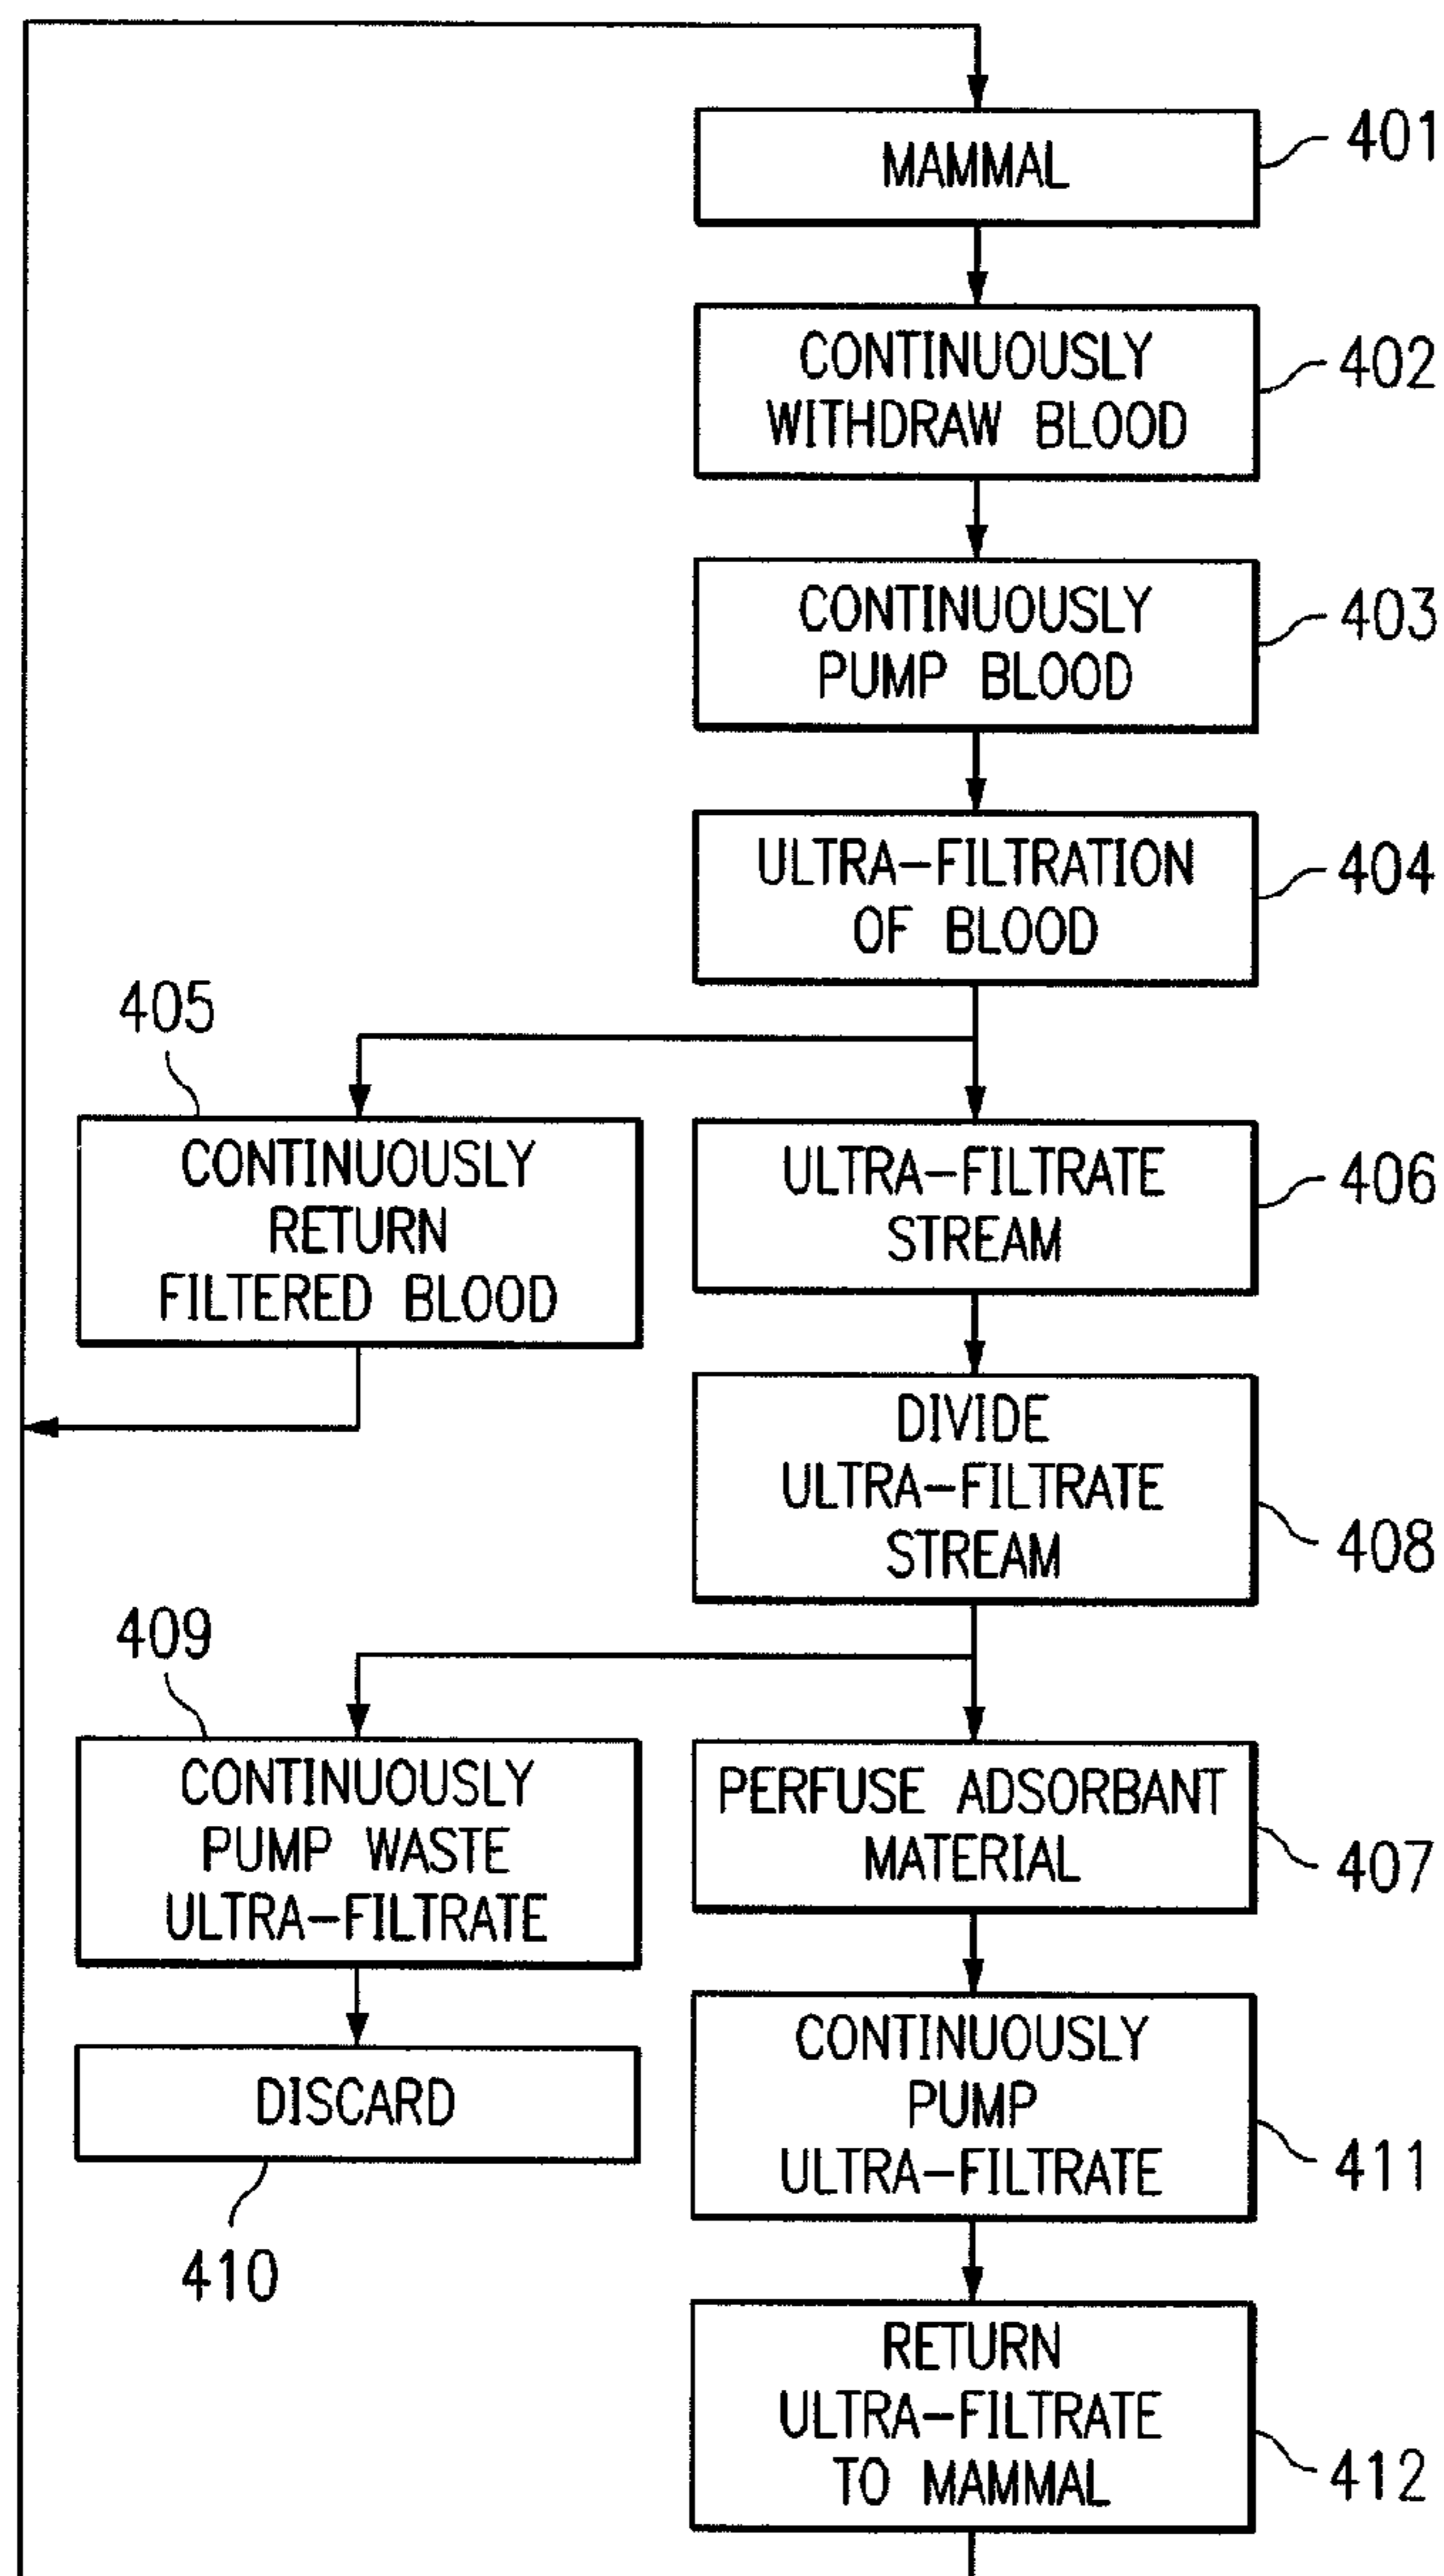 MAMMAL
401
CONTINUOUSLY
WITHDRAW BLOOD
402
CONTINUOUSLY
PUMP BLOOD
403
ULTRA-FILTRATION
OF BLOOD
404
405
CONTINUOUSLY
RETURN
FILTERED BLOOD
ULTRA-FILTRATE
STREAM
406
DIVIDE
ULTRA-FILTRATE
STREAM
408
409
CONTINUOUSLY
PUMP WASTE
ULTRA-FILTRATE
PERFUSE ADSORBANT
MATERIAL
407
DISCARD
410
CONTINUOUSLY
PUMP
ULTRA-FILTRATE
411
RETURN
ULTRA-FILTRATE
TO MAMMAL
412